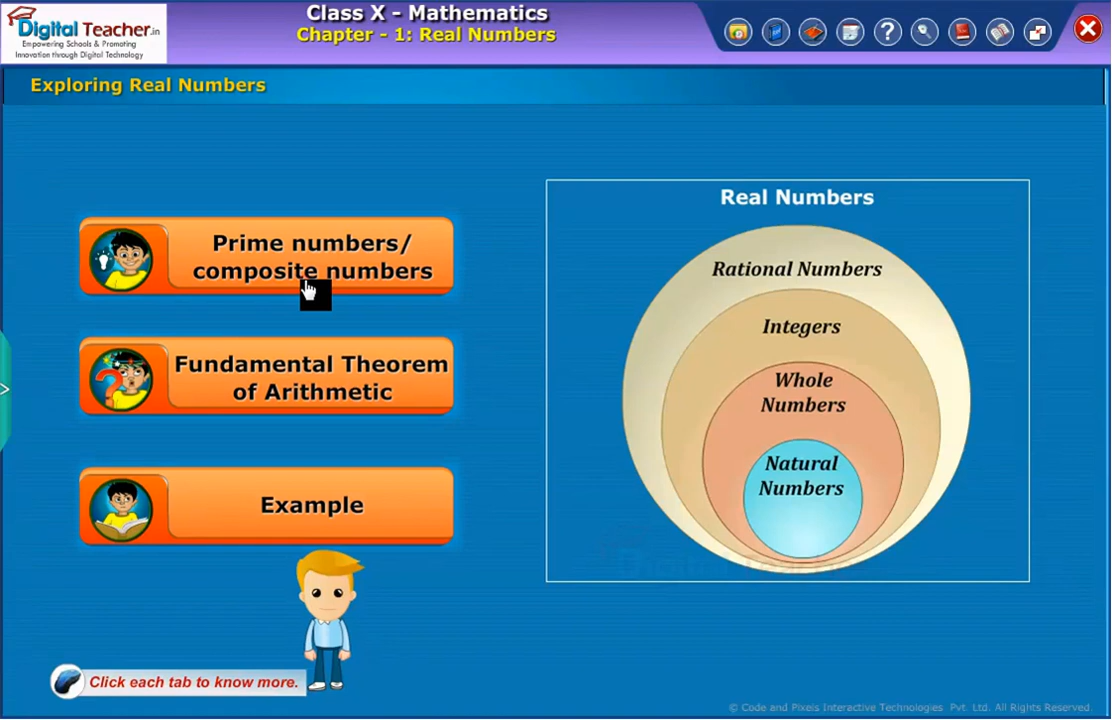 Digital Teacher.in
Empowering Schools & Promoting
Innovation through Digital Technology
Class X - Mathematics
Chapter - 1: Real Numbers
Exploring Real Numbers
Prime numbers/
composite numbers
Fundamental Theorem
of Arithmetic
Example
Click each tab to know more.
Real Numbers
Rational Numbers
Integers
Whole
Numbers
Natural
Numbers
© Code and Pixels Interactive Technologies Pvt. Ltd. All Rights Reserved.